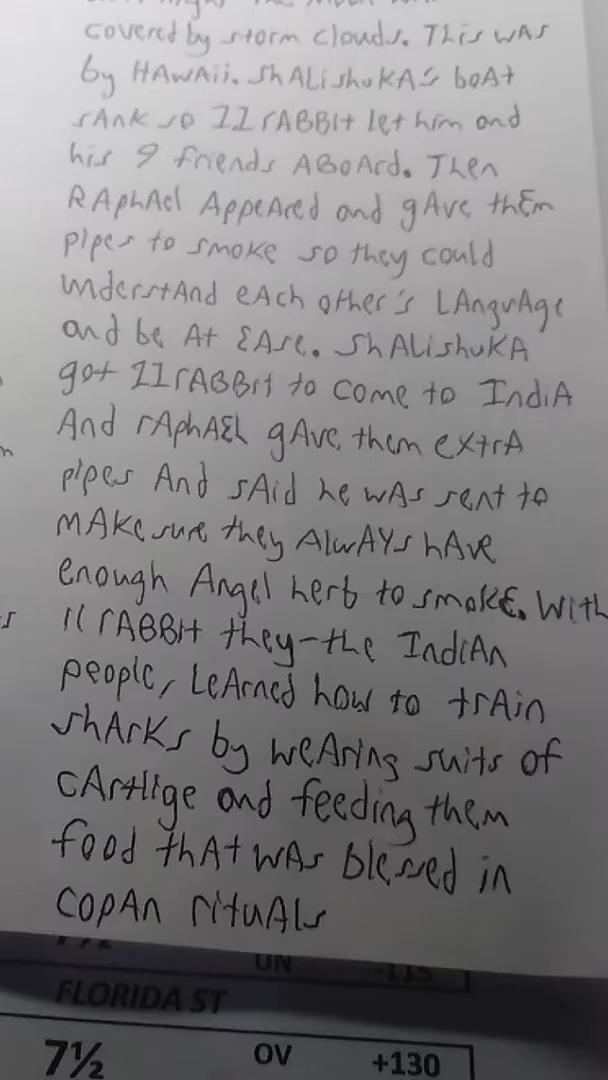 covered by storm clouds. This wAs
by HAwAii. ShALishuKA's boAt
sAnk so 11 rABBit let him and
his 9 friends ABoArd. Then
RAphAel AppeAred and gAve thEm
pipes to smoke so they could
understAnd eAch other's LAnguAge
and be At EAse. ShALishuKA
got 11 rABBit to come to IndiA
And rAphAEl gAve them extrA
pipes And sAid he wAs sent to
mAKe sure they AlwAYs hAve
enough Angel herb to smokE. With
11 rABBit they-the IndiAn
people, LeArned how to trAin
shArKs by weAring suits of
cArtlige and feeding them
food thAt wAs blessed in
copAn rituAls
UN -115
FLORIDA ST
7½ OV +130